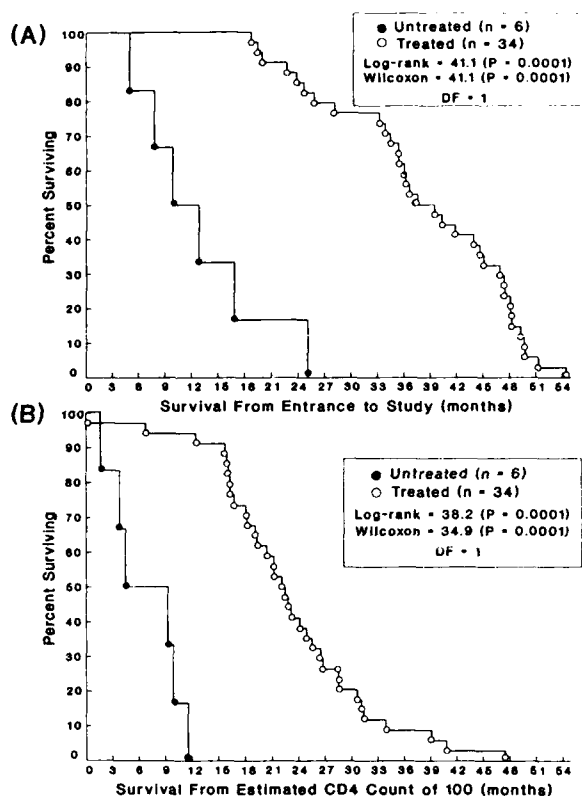 (A)
● Untreated (n = 6)
○ Treated (n = 34)
Log-rank = 41.1 (P = 0.0001)
Wilcoxon = 41.1 (P = 0.0001)
DF = 1
100
90
80
70
60
50
40
30
20
10
0
Percent Surviving
0 3 6 9 12 15 18 21 24 27 30 33 36 39 42 45 48 51 54
Survival From Entrance to Study (months)
(B)
● Untreated (n = 6)
○ Treated (n = 34)
Log-rank = 38.2 (P = 0.0001)
Wilcoxon = 34.9 (P = 0.0001)
DF = 1
100
90
80
70
60
50
40
30
20
10
0
Percent Surviving
0 3 6 9 12 15 18 21 24 27 30 33 36 39 42 45 48 51 54
Survival From Estimated CD4 Count of 100 (months)